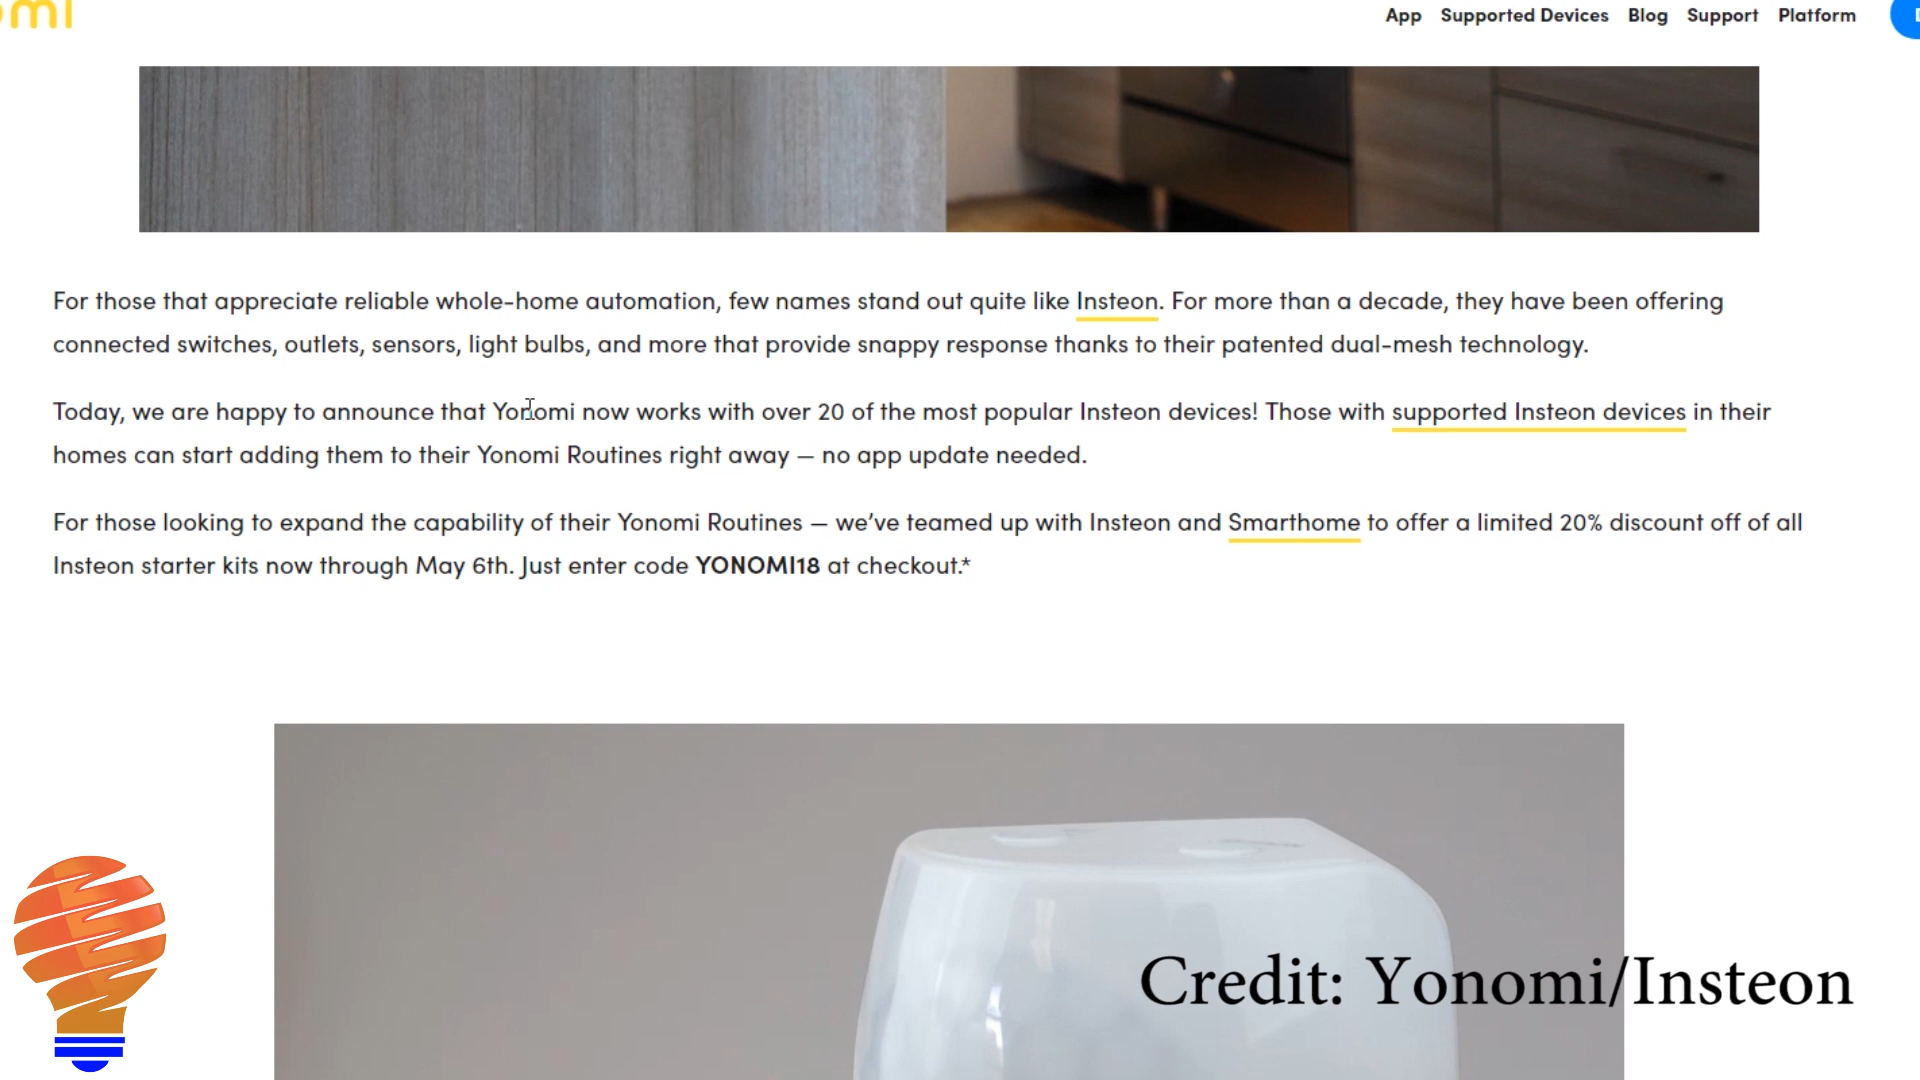 omi
App Supported Devices Blog Support Platform
For those that appreciate reliable whole-home automation, few names stand out quite like Insteon. For more than a decade, they have been offering
connected switches, outlets, sensors, light bulbs, and more that provide snappy response thanks to their patented dual-mesh technology.
Today, we are happy to announce that Yonomi now works with over 20 of the most popular Insteon devices! Those with supported Insteon devices in their
homes can start adding them to their Yonomi Routines right away — no app update needed.
For those looking to expand the capability of their Yonomi Routines — we've teamed up with Insteon and Smarthome to offer a limited 20% discount off of all
Insteon starter kits now through May 6th. Just enter code YONOMI18 at checkout.*
Credit: Yonomi/Insteon